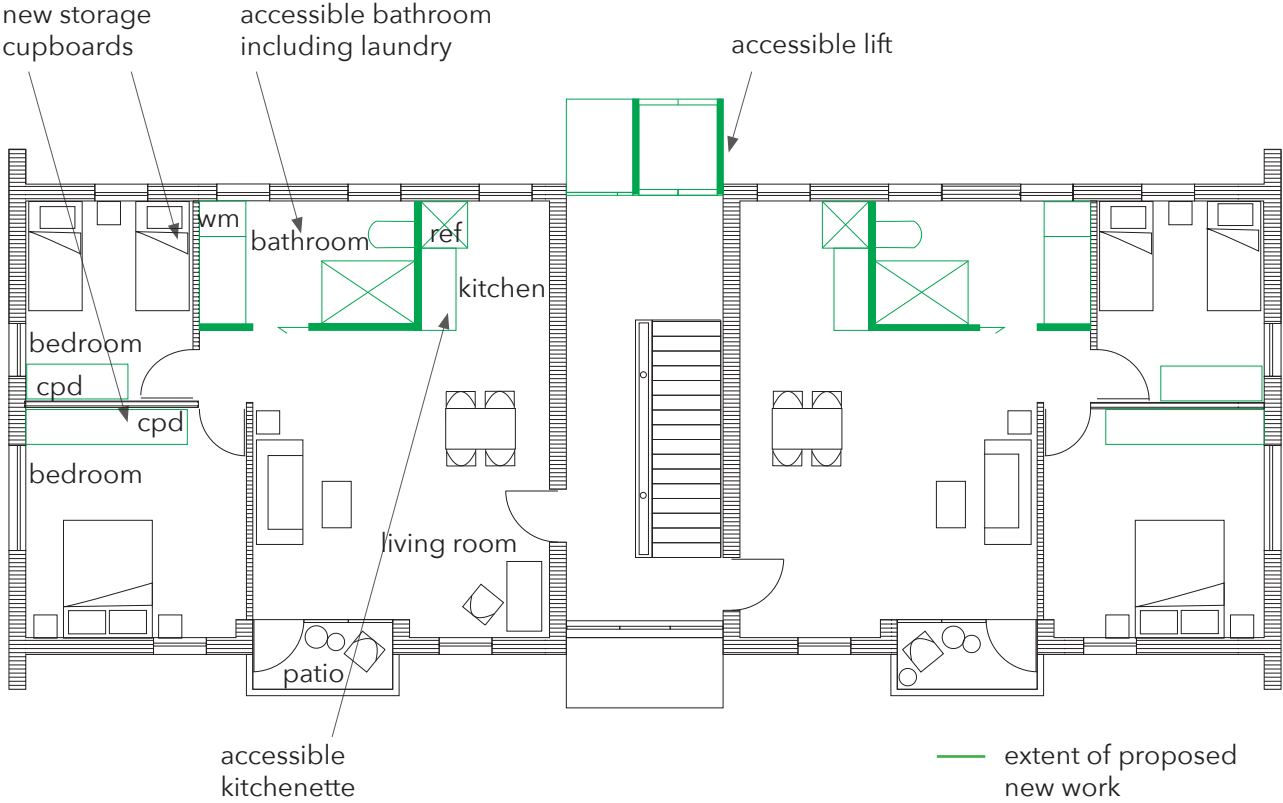 new storage
cupboards
accessible bathroom
including laundry
accessible lift
wm
bathroom
ref
kitchen
bedroom
cpd
cpd
bedroom
living room
patio
accessible
kitchenette
extent of proposed
new work